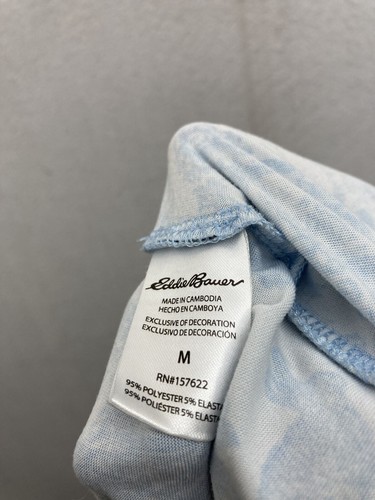 Eddie Bauer
MADE IN CAMBODIA
HECHO EN CAMBOYA
EXCLUSIVE OF DECORATION
EXCLUSIVO DE DECORACIÓN
M
RN#157622
95% POLYESTER 5% ELAST
95% POLIÉSTER 5% ELAST